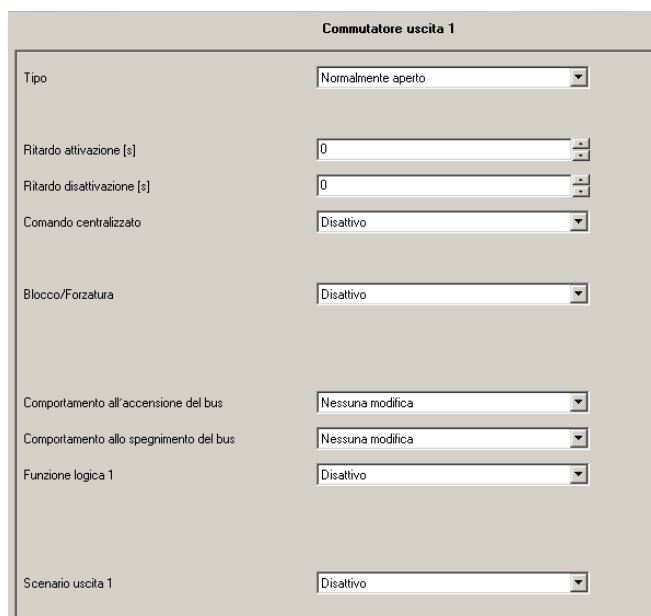 Commutatore uscita 1
Tipo Normalmente aperto
Ritardo attivazione [s] 0
Ritardo disattivazione [s] 0
Comando centralizzato Disattivo
Blocco/Forzatura Disattivo
Comportamento all'accensione del bus Nessuna modifica
Comportamento allo spegnimento del bus Nessuna modifica
Funzione logica 1 Disattivo
Scenario uscita 1 Disattivo